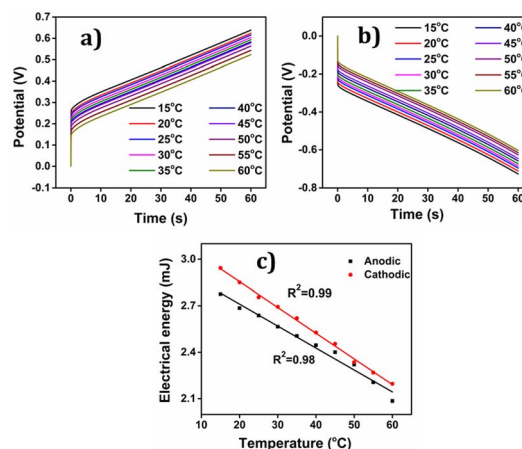 a)
0.7
0.6
0.5
0.4
0.3
0.2
0.1
0.0
-0.1
Potential (V)
15°C 40°C
20°C 45°C
25°C 50°C
30°C 55°C
35°C 60°C
0 10 20 30 40 50 60
Time (s)
b)
-0.0
-0.2
-0.4
-0.6
-0.8
Potential (V)
15°C 40°C
20°C 45°C
25°C 50°C
30°C 55°C
35°C 60°C
0 10 20 30 40 50 60
Time (s)
c)
3.0
2.7
2.4
2.1
Electrical energy (mJ)
Anodic
Cathodic
R²=0.99
R²=0.98
10 20 30 40 50 60
Temperature (°C)